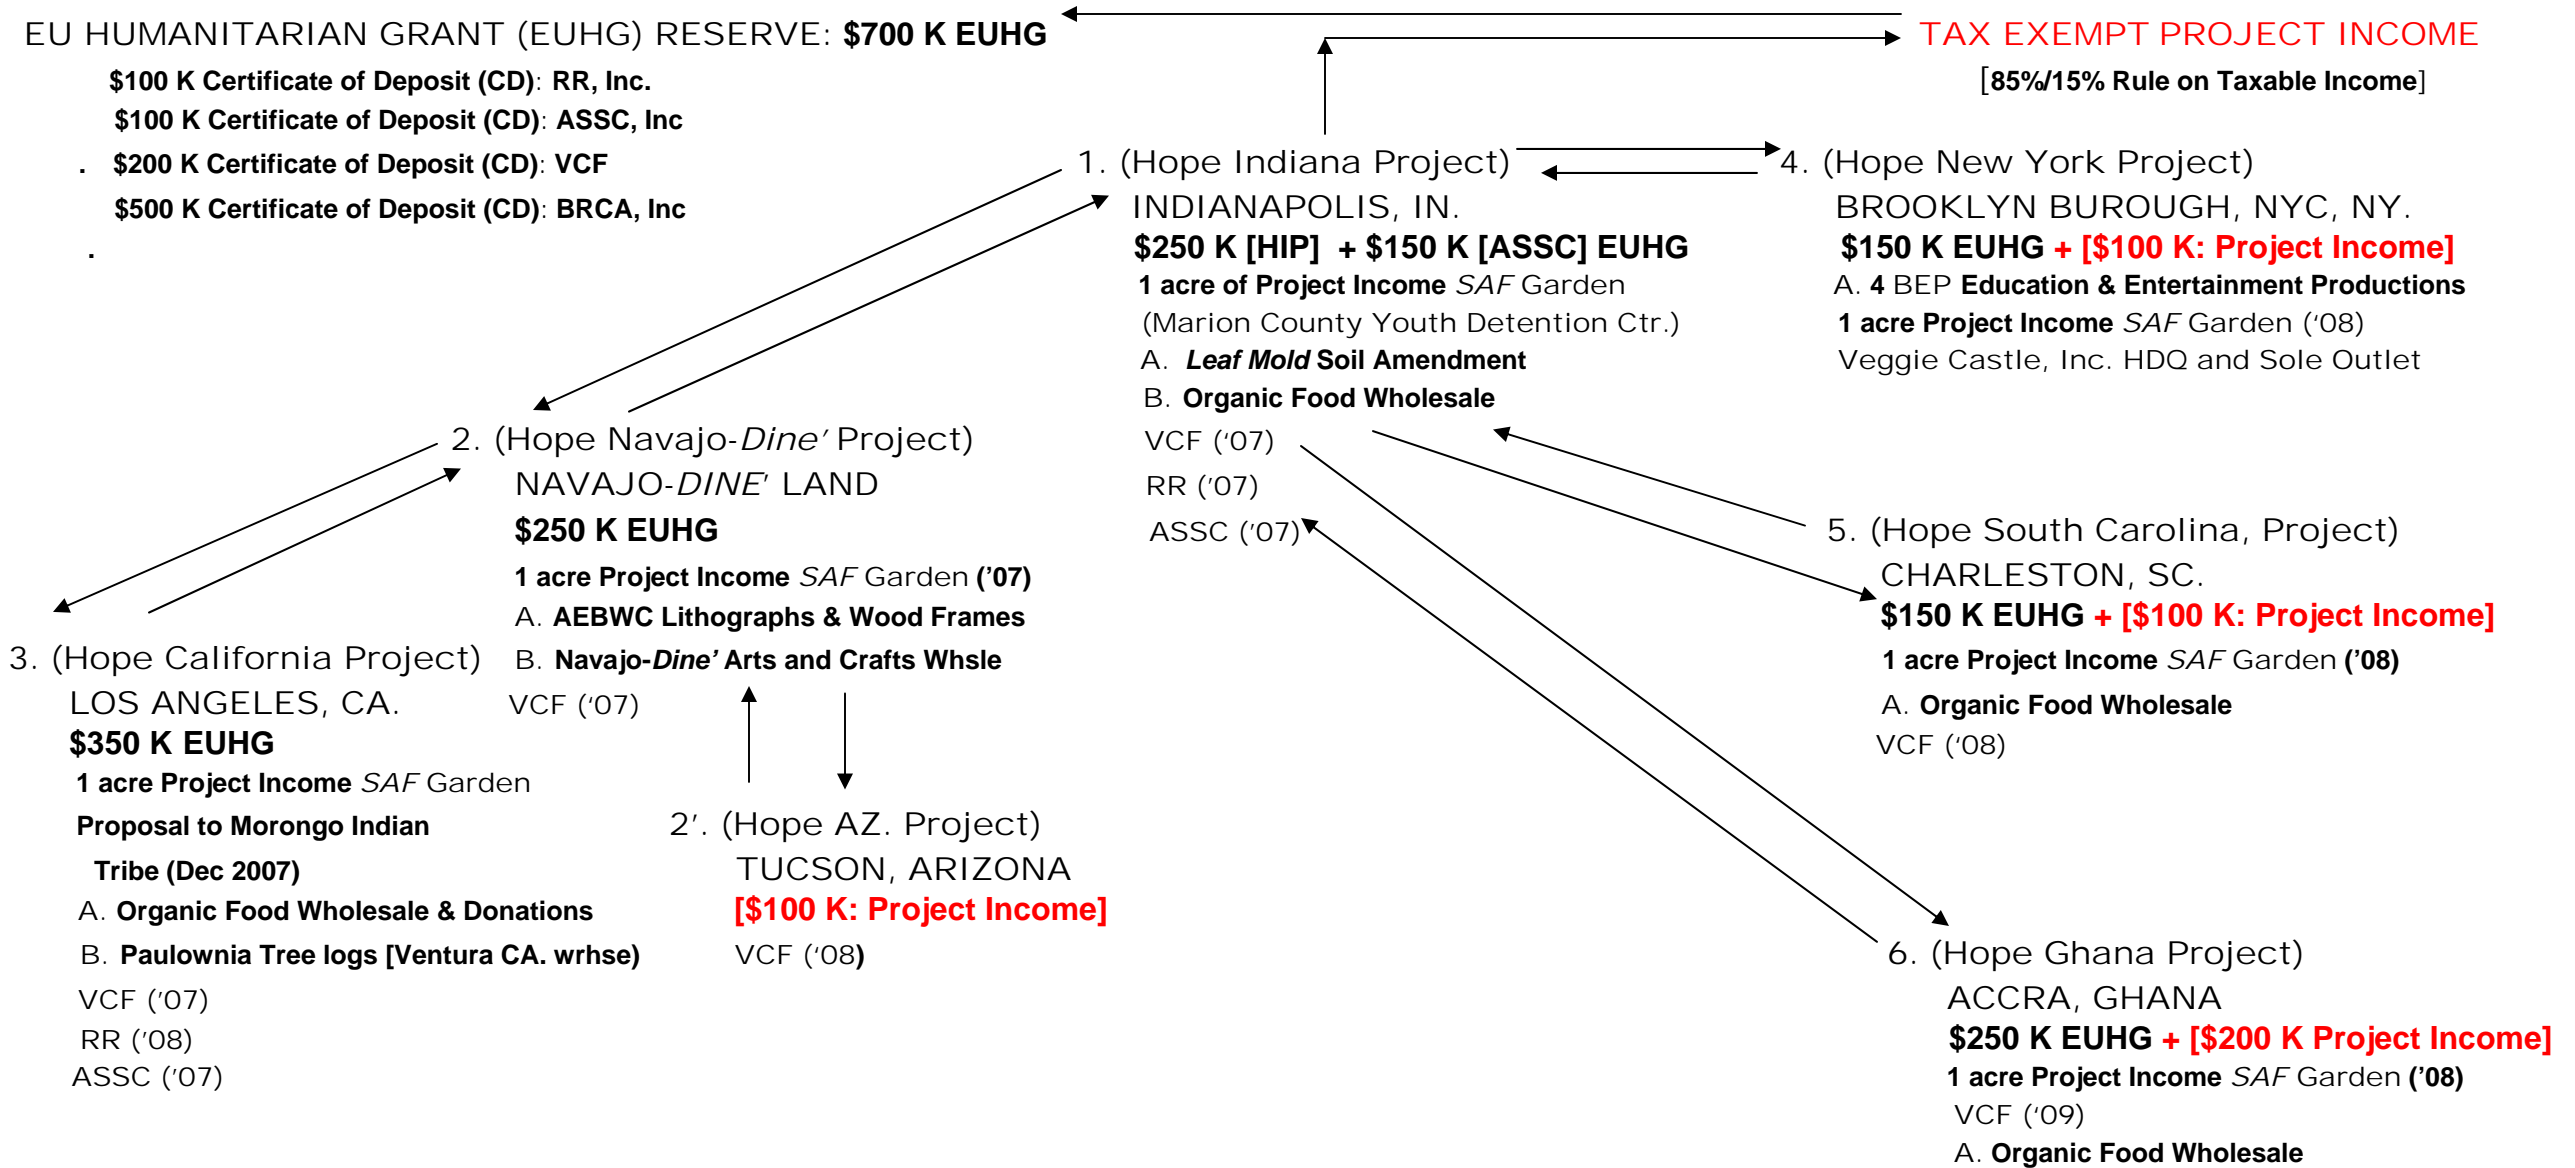 EU HUMANITARIAN GRANT (EUHG) RESERVE: $700 K EUHG
$100 K Certificate of Deposit (CD): RR, Inc.
$100 K Certificate of Deposit (CD): ASSC, Inc
. $200 K Certificate of Deposit (CD): VCF
$500 K Certificate of Deposit (CD): BRCA, Inc
.
TAX EXEMPT PROJECT INCOME
[85%/15% Rule on Taxable Income]
1. (Hope Indiana Project)
INDIANAPOLIS, IN.
$250 K [HIP] + $150 K [ASSC] EUHG
1 acre of Project Income SAF Garden
(Marion County Youth Detention Ctr.)
A. Leaf Mold Soil Amendment
B. Organic Food Wholesale
VCF ('07)
RR ('07)
ASSC ('07)
4. (Hope New York Project)
BROOKLYN BUROUGH, NYC, NY.
$150 K EUHG + [$100 K: Project Income]
A. 4 BEP Education & Entertainment Productions
1 acre Project Income SAF Garden ('08)
Veggie Castle, Inc. HDQ and Sole Outlet
2. (Hope Navajo-Dine' Project)
NAVAJO-DINE' LAND
$250 K EUHG
1 acre Project Income SAF Garden ('07)
A. AEBWC Lithographs & Wood Frames
B. Navajo-Dine' Arts and Crafts Whsle
VCF ('07)
5. (Hope South Carolina, Project)
CHARLESTON, SC.
$150 K EUHG + [$100 K: Project Income]
1 acre Project Income SAF Garden ('08)
A. Organic Food Wholesale
VCF ('08)
3. (Hope California Project)
LOS ANGELES, CA.
$350 K EUHG
1 acre Project Income SAF Garden
Proposal to Morongo Indian
Tribe (Dec 2007)
A. Organic Food Wholesale & Donations
B. Paulownia Tree logs [Ventura CA. wrhse)
VCF ('07)
RR ('08)
ASSC ('07)
2'. (Hope AZ. Project)
TUCSON, ARIZONA
[$100 K: Project Income]
VCF ('08)
6. (Hope Ghana Project)
ACCRA, GHANA
$250 K EUHG + [$200 K Project Income]
1 acre Project Income SAF Garden ('08)
VCF ('09)
A. Organic Food Wholesale